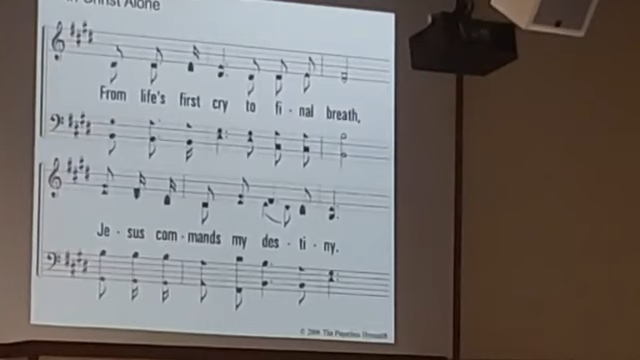 In Christ Alone
From life's first cry to fi - nal breath,
Je - sus com - mands my des - ti - ny.
© 2006 The Paperless Hymnal®